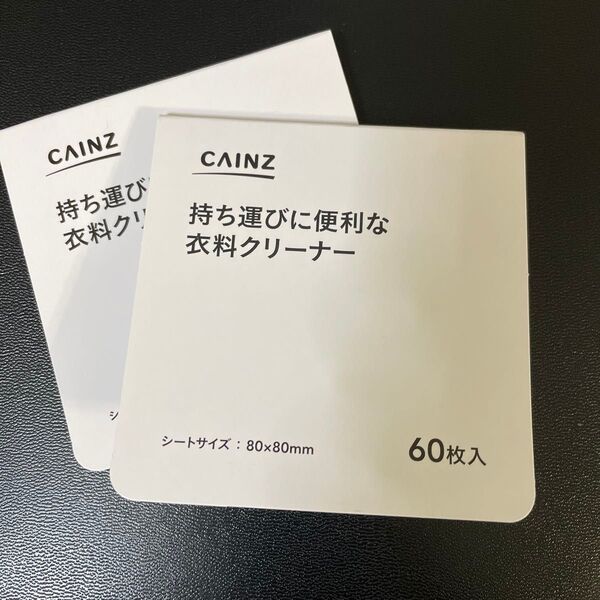 CAINZ
持ち運び
衣料クリ
シ
CAINZ
持ち運びに便利な
衣料クリーナー
シートサイズ：80×80mm
60枚入